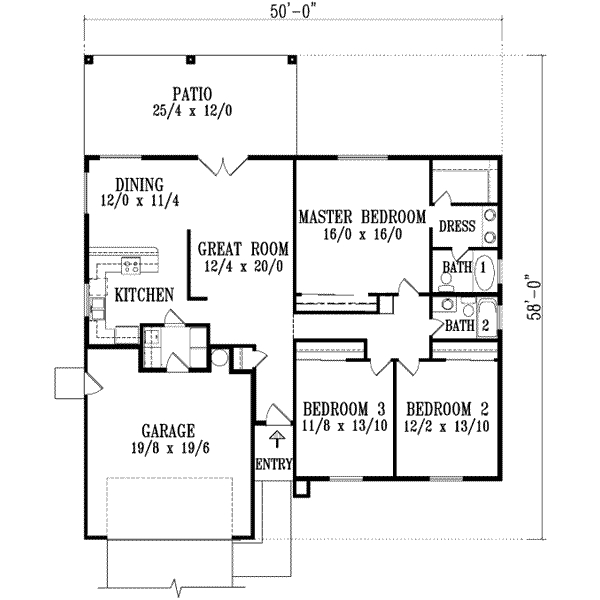 50'-0"
PATIO
25/4 x 12/0
DINING
12/0 x 11/4
MASTER BEDROOM
16/0 x 16/0
DRESS
GREAT ROOM
12/4 x 20/0
BATH 1
KITCHEN
58'-0"
BATH 2
BEDROOM 3
11/8 x 13/10
BEDROOM 2
12/2 x 13/10
GARAGE
19/8 x 19/6
ENTRY